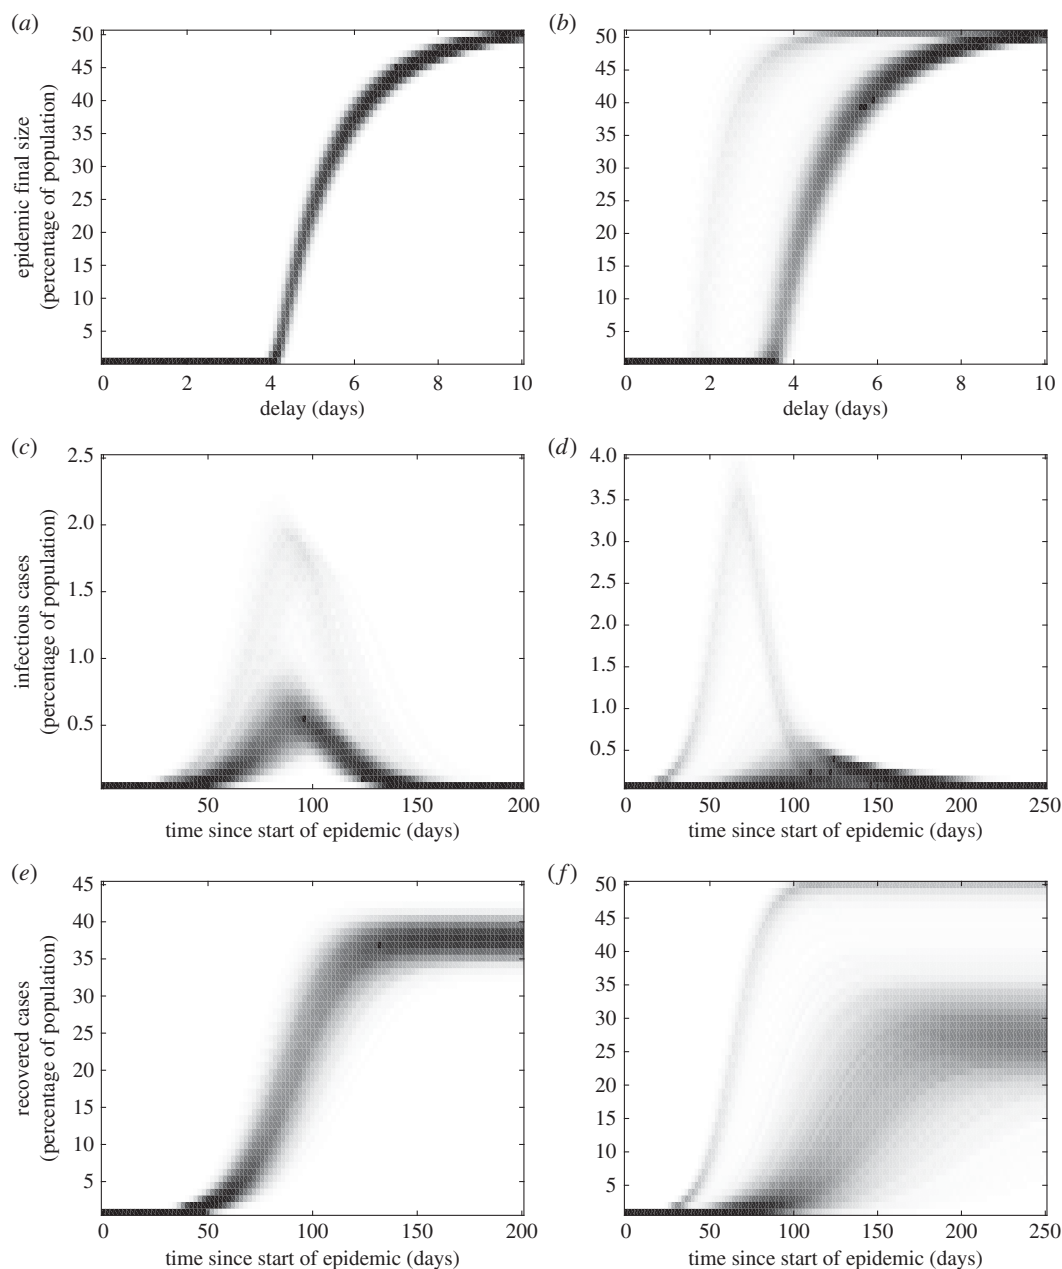 (a)
(b)
50
45
40
35
30
25
20
15
10
5
0 2 4 6 8 10
delay (days)
epidemic final size
(percentage of population)
50
45
40
35
30
25
20
15
10
5
0 2 4 6 8 10
delay (days)
(c)
(d)
2.5
2.0
1.5
1.0
0.5
50 100 150 200
time since start of epidemic (days)
infectious cases
(percentage of population)
4.0
3.5
3.0
2.5
2.0
1.5
1.0
0.5
0 50 100 150 200 250
time since start of epidemic (days)
(e)
(f)
45
40
35
30
25
20
15
10
5
0 50 100 150 200
time since start of epidemic (days)
recovered cases
(percentage of population)
50
45
40
35
30
25
20
15
10
5
0 50 100 150 200 250
time since start of epidemic (days)